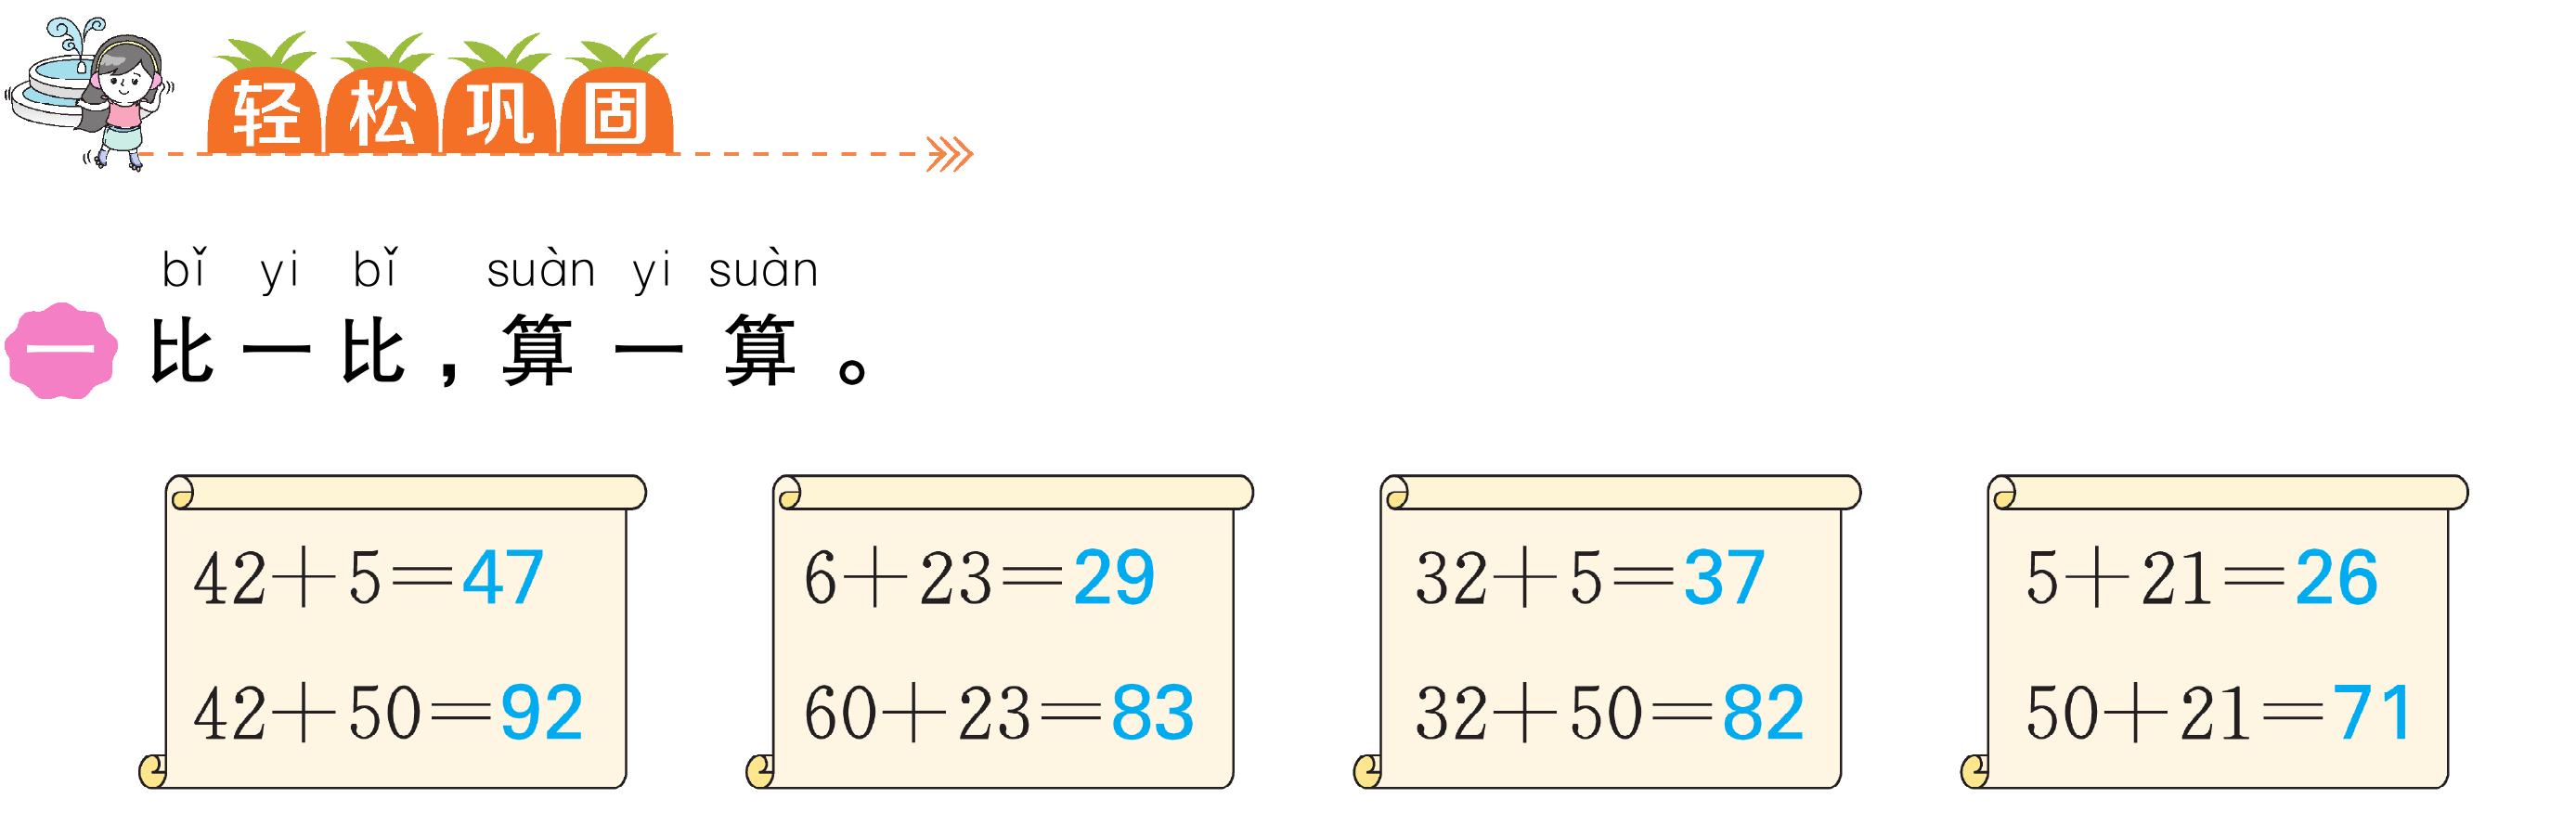 轻松巩固
bǐ yi bǐ suàn yi suàn
一 比一比,算一算。
42+5=47 6+23=29 32+5=37 5+21=26
42+50=92 60+23=83 32+50=82 50+21=71